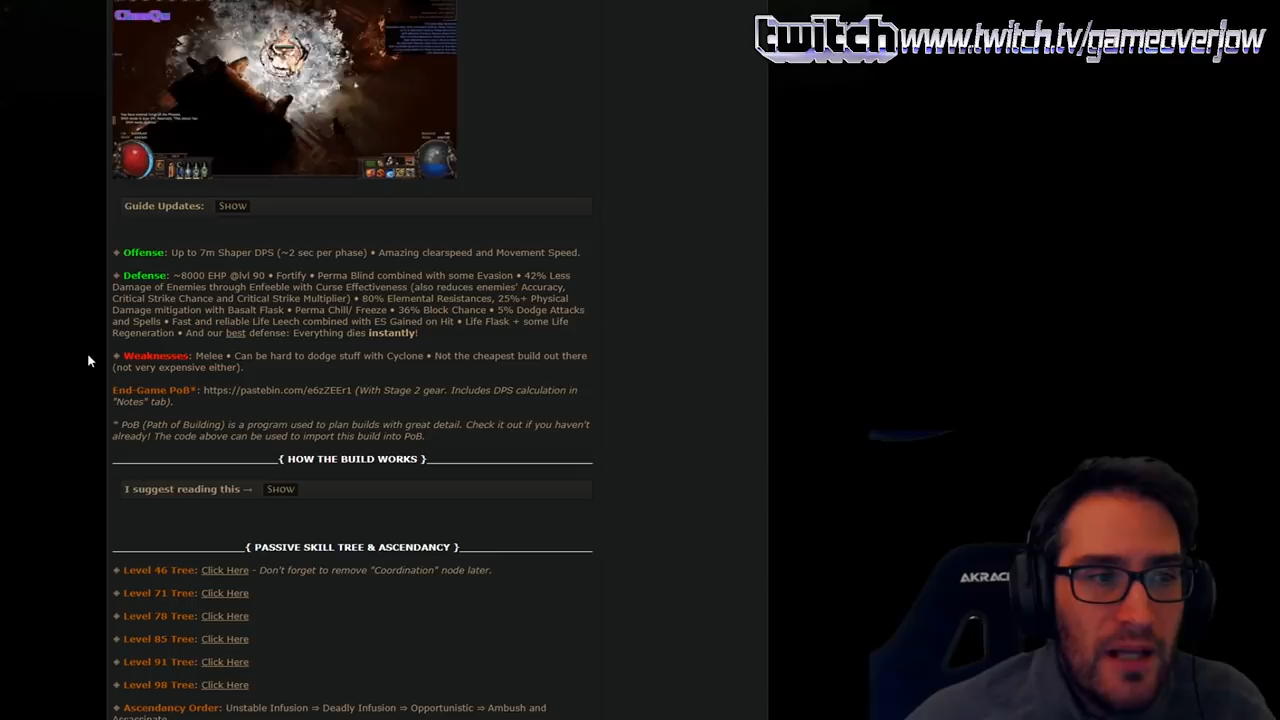 twitch www.twitch.tv/gameoverjow
Guide Updates: SHOW
Offense: Up to 7m Shaper DPS (~2 sec per phase) • Amazing clearspeed and Movement Speed.
Defense: ~8000 EHP @lvl 90 • Fortify • Perma Blind combined with some Evasion • 42% Less
Damage of Enemies through Enfeeble with Curse Effectiveness (also reduces enemies' Accuracy,
Critical Strike Chance and Critical Strike Multiplier) • 80% Elemental Resistances, 25%+ Physical
Damage mitigation with Basalt Flask • Perma Chill/ Freeze • 36% Block Chance • 5% Dodge Attacks
and Spells • Fast and reliable Life Leech combined with ES Gained on Hit • Life Flask + some Life
Regeneration • And our best defense: Everything dies instantly!
Weaknesses: Melee • Can be hard to dodge stuff with Cyclone • Not the cheapest build out there
(not very expensive either).
End-Game PoB*: https://pastebin.com/e6zZEEr1 (With Stage 2 gear. Includes DPS calculation in
"Notes" tab).
* PoB (Path of Building) is a program used to plan builds with great detail. Check it out if you haven't
already! The code above can be used to import this build into PoB.
{ HOW THE BUILD WORKS }
I suggest reading this → SHOW
{ PASSIVE SKILL TREE & ASCENDANCY }
Level 46 Tree: Click Here - Don't forget to remove "Coordination" node later.
Level 71 Tree: Click Here
Level 78 Tree: Click Here
Level 85 Tree: Click Here
Level 91 Tree: Click Here
Level 98 Tree: Click Here
Ascendancy Order: Unstable Infusion ⇒ Deadly Infusion ⇒ Opportunistic ⇒ Ambush and
Assassinate
AKRACING